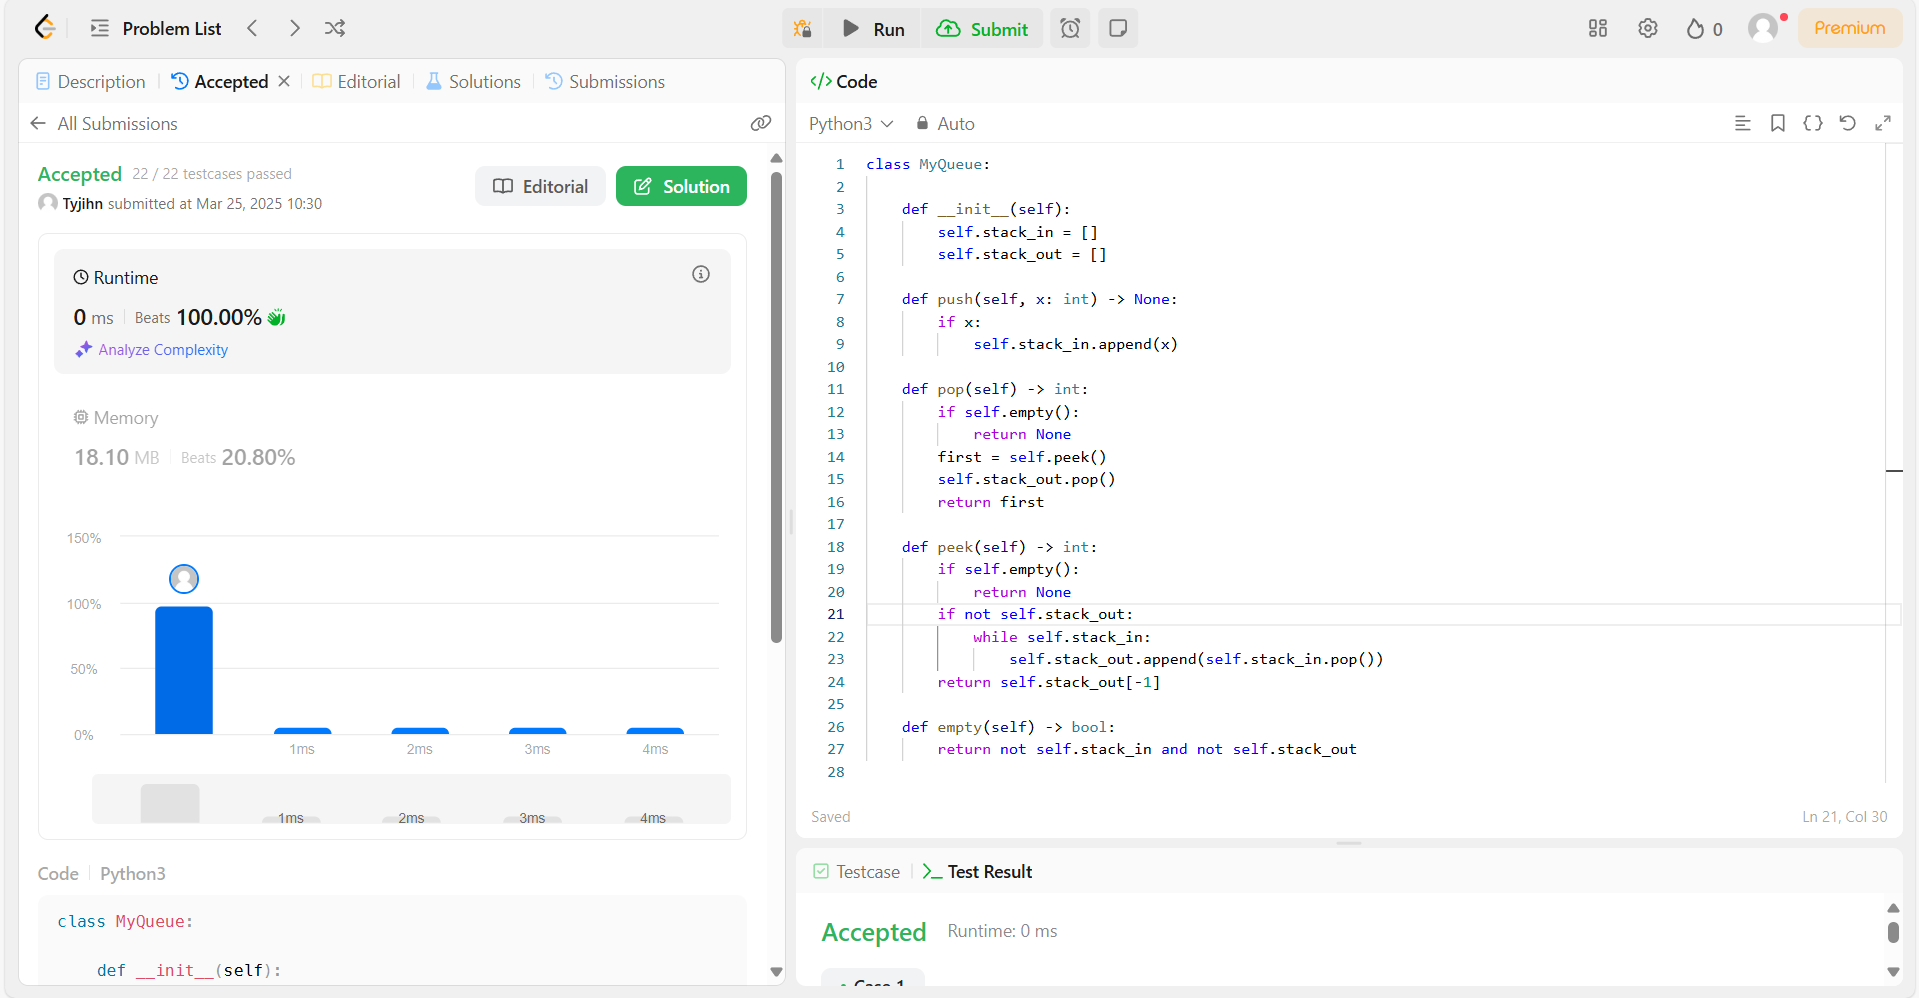 Problem List
Run
Submit
0
Premium
Description
Accepted
Editorial
Solutions
Submissions
All Submissions
Accepted 22 / 22 testcases passed
Tyjihn submitted at Mar 25, 2025 10:30
Editorial
Solution
Runtime
0 ms Beats 100.00%
Analyze Complexity
Memory
18.10 MB Beats 20.80%
150%
100%
50%
0%
1ms 2ms 3ms 4ms
1ms 2ms 3ms 4ms
Code Python3
class MyQueue:
def __init__(self):
</> Code
Python3 Auto
1 class MyQueue:
2
3 def __init__(self):
4 self.stack_in = []
5 self.stack_out = []
6
7 def push(self, x: int) -> None:
8 if x:
9 self.stack_in.append(x)
10
11 def pop(self) -> int:
12 if self.empty():
13 return None
14 first = self.peek()
15 self.stack_out.pop()
16 return first
17
18 def peek(self) -> int:
19 if self.empty():
20 return None
21 if not self.stack_out:
22 while self.stack_in:
23 self.stack_out.append(self.stack_in.pop())
24 return self.stack_out[-1]
25
26 def empty(self) -> bool:
27 return not self.stack_in and not self.stack_out
28
Saved
Ln 21, Col 30
Testcase
Test Result
Accepted Runtime: 0 ms
Case 1